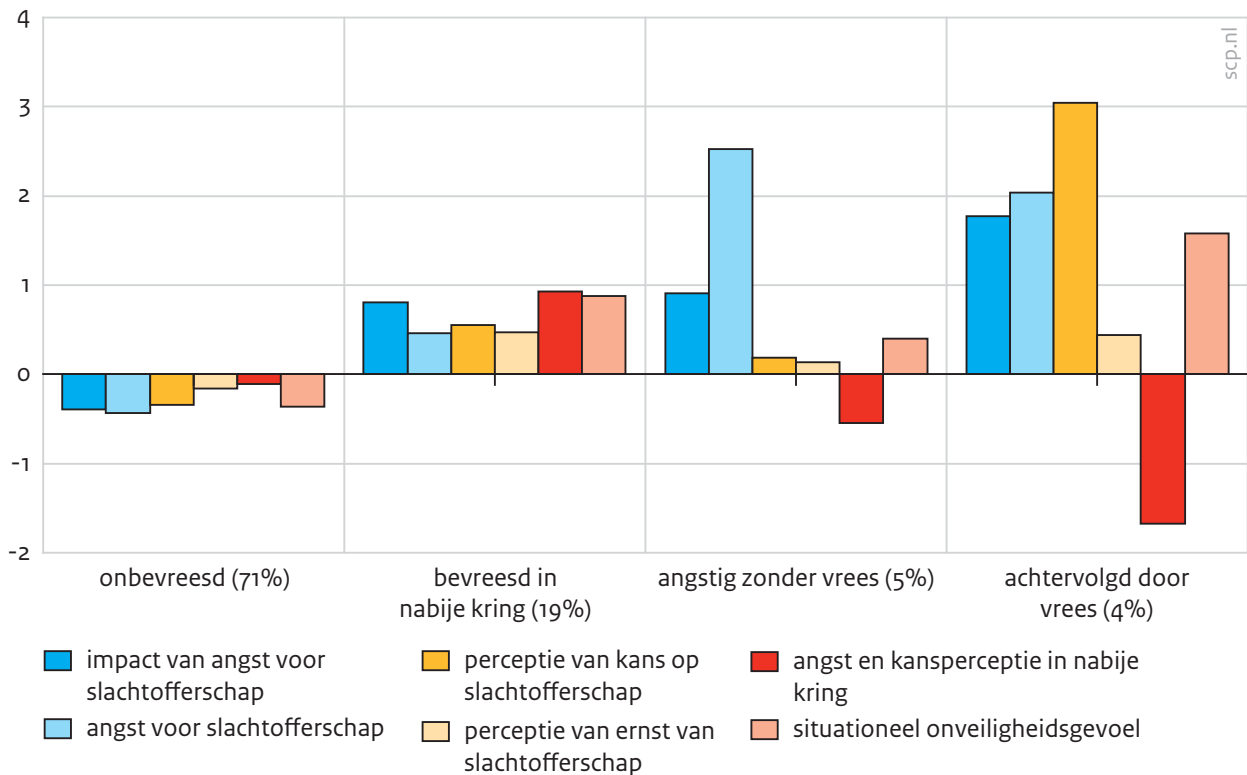 4
3
2
1
0
-1
-2
scp.nl
onbevreesd (71%)
bevreesd in
nabije kring (19%)
angstig zonder vrees (5%)
achtervolgd door
vrees (4%)
impact van angst voor
slachtofferschap
angst voor slachtofferschap
perceptie van kans op
slachtofferschap
perceptie van ernst van
slachtofferschap
angst en kansperceptie in nabije
kring
situationeel onveiligheidsgevoel